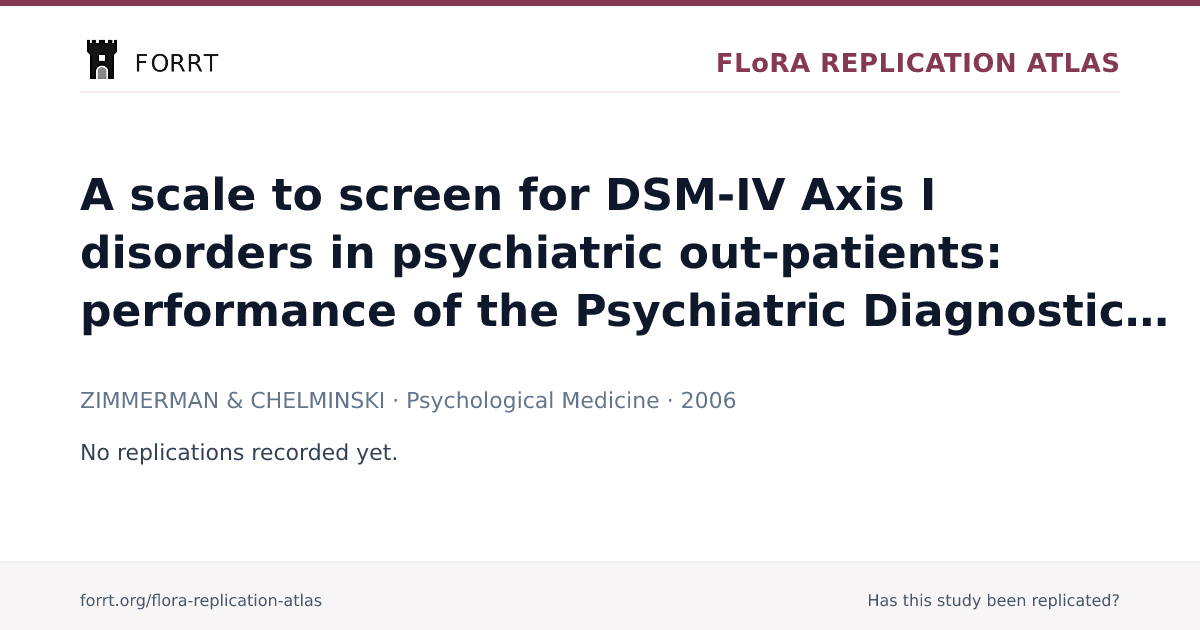 FORRT
FLoRA REPLICATION ATLAS
A scale to screen for DSM-IV Axis I
disorders in psychiatric out-patients:
performance of the Psychiatric Diagnostic…
ZIMMERMAN & CHELMINSKI · Psychological Medicine · 2006
No replications recorded yet.
forrt.org/flora-replication-atlas
Has this study been replicated?